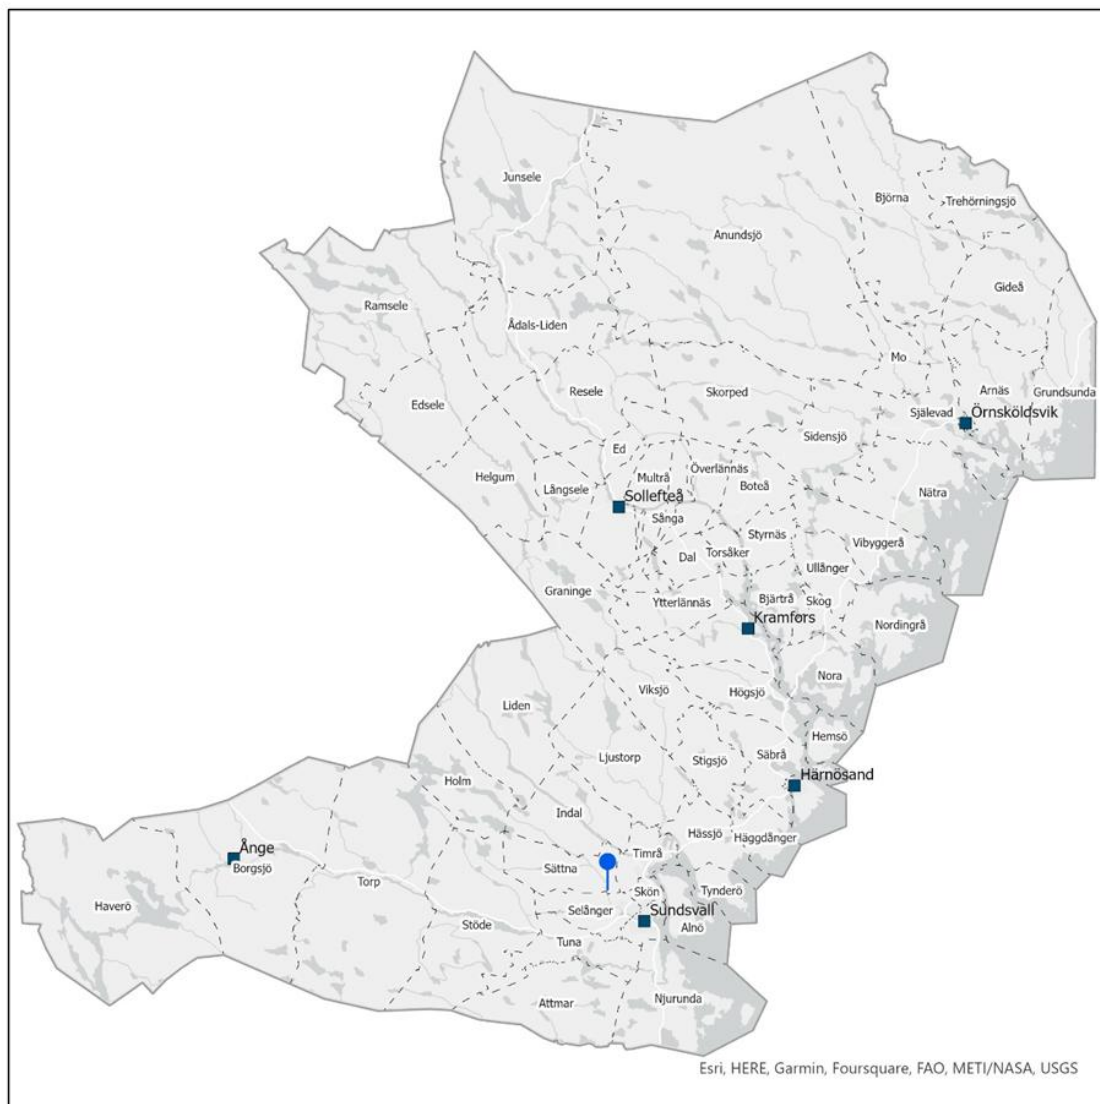 Junsele
Björna
Trehörningsjö
Anundsjö
Gideå
Ramsele
Ådals-Liden
Mo
Resele
Skorped
Arnäs
Grundsunda
Edsele
Själevad
Örnsköldsvik
Sidensjö
Ed
Helgum
Långsele
Multrå
Överlännäs
Boteå
Nätra
Sollefteå
Sånga
Styrnäs
Vibyggerå
Dal
Torsåker
Ullånger
Graninge
Ytterlännäs
Bjärtrå
Skog
Kramfors
Nordingrå
Nora
Viksjö
Högsjö
Liden
Hemsö
Ljustorp
Stigsjö
Säbrå
Härnösand
Holm
Indal
Hässjö
Häggdånger
Ånge
Timrå
Borgsjö
Sättna
Torp
Skön
Tynderö
Haverö
Selånger
Sundsvall
Stöde
Alnö
Tuna
Attmar
Njurunda
Esri, HERE, Garmin, Foursquare, FAO, METI/NASA, USGS